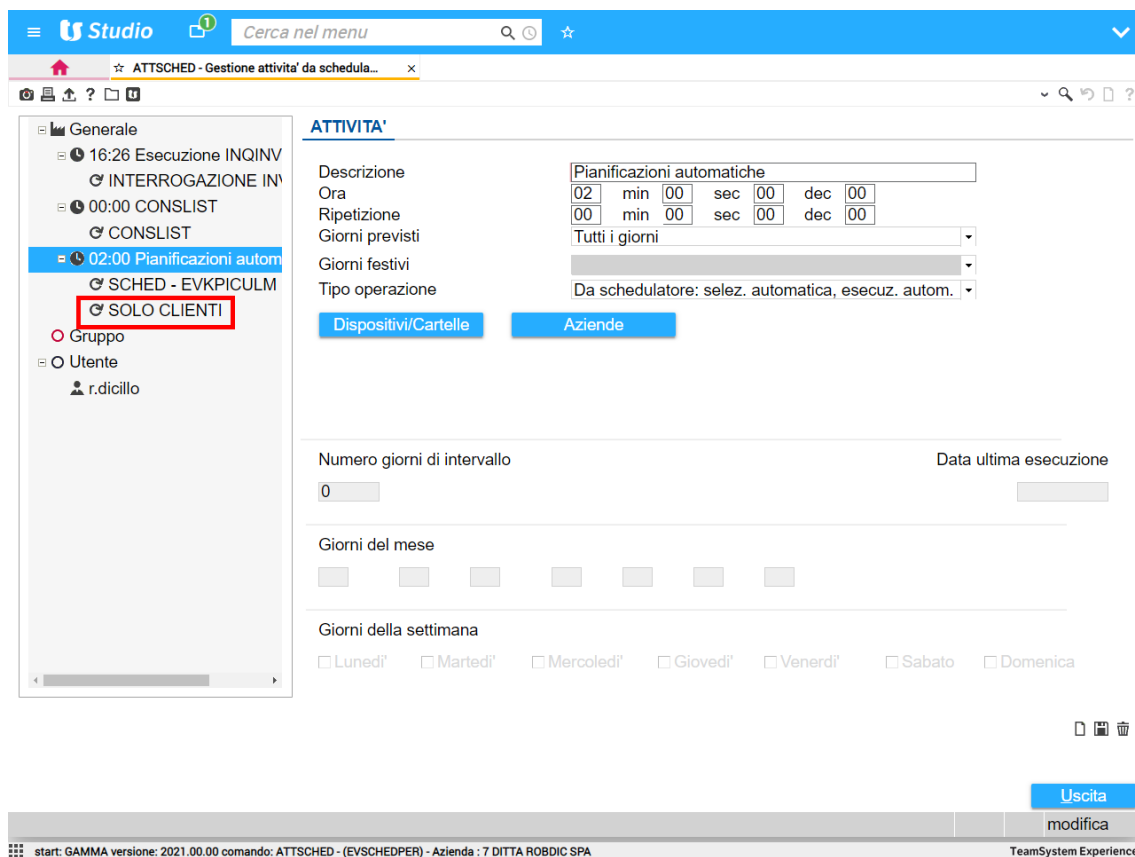 Studio 1 Cerca nel menu
ATTSCHED - Gestione attivita' da schedula... ×
Generale
16:26 Esecuzione INQINV
INTERROGAZIONE INV
00:00 CONSLIST
CONSLIST
02:00 Pianificazioni autom
SCHED - EVKPICULM
SOLO CLIENTI
Gruppo
Utente
r.dicillo
ATTIVITA'
Descrizione Pianificazioni automatiche
Ora 02 min 00 sec 00 dec 00
Ripetizione 00 min 00 sec 00 dec 00
Giorni previsti Tutti i giorni
Giorni festivi
Tipo operazione Da schedulatore: selez. automatica, esecuz. autom.
Dispositivi/Cartelle Aziende
Numero giorni di intervallo Data ultima esecuzione
0
Giorni del mese
Giorni della settimana
Lunedi' Martedi' Mercoledi' Giovedi' Venerdi' Sabato Domenica
Uscita
modifica
start: GAMMA versione: 2021.00.00 comando: ATTSCHED - (EVSCHEDPER) - Azienda : 7 DITTA ROBDIC SPA TeamSystem Experience